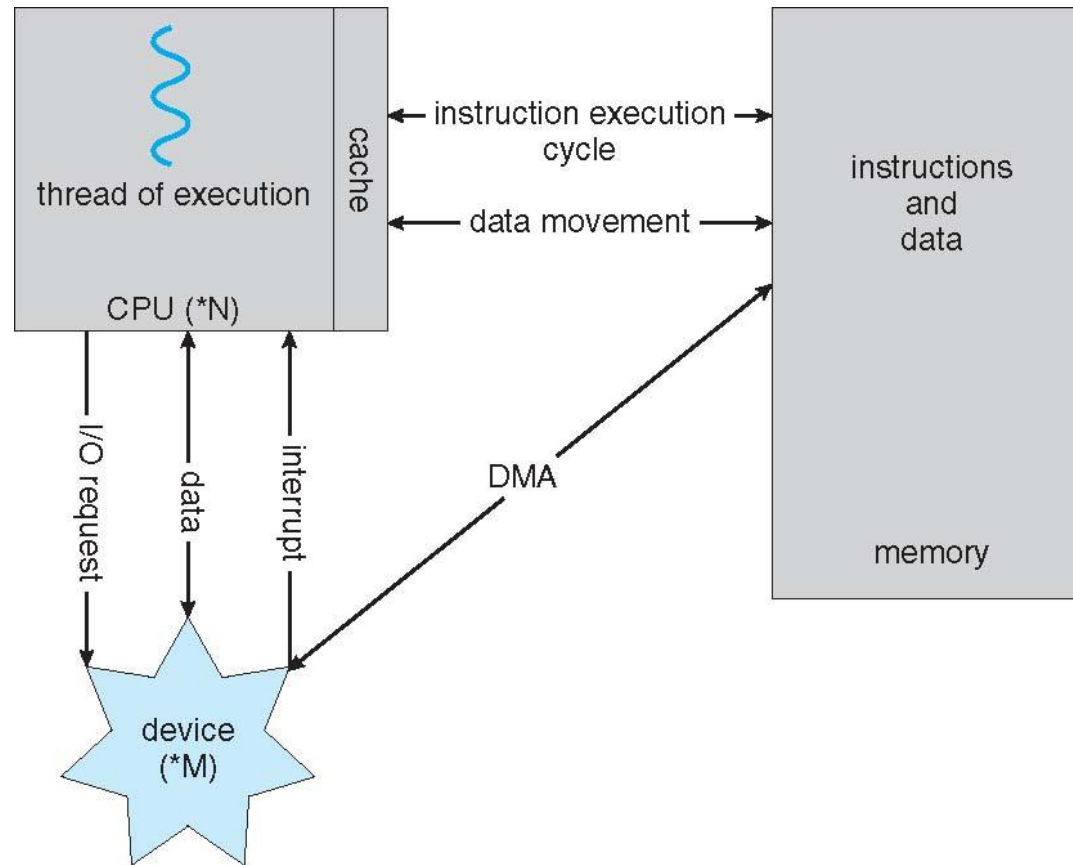 thread of execution
cache
CPU (*N)
instruction execution
cycle
data movement
instructions
and
data
memory
I/O request
data
interrupt
DMA
device
(*M)